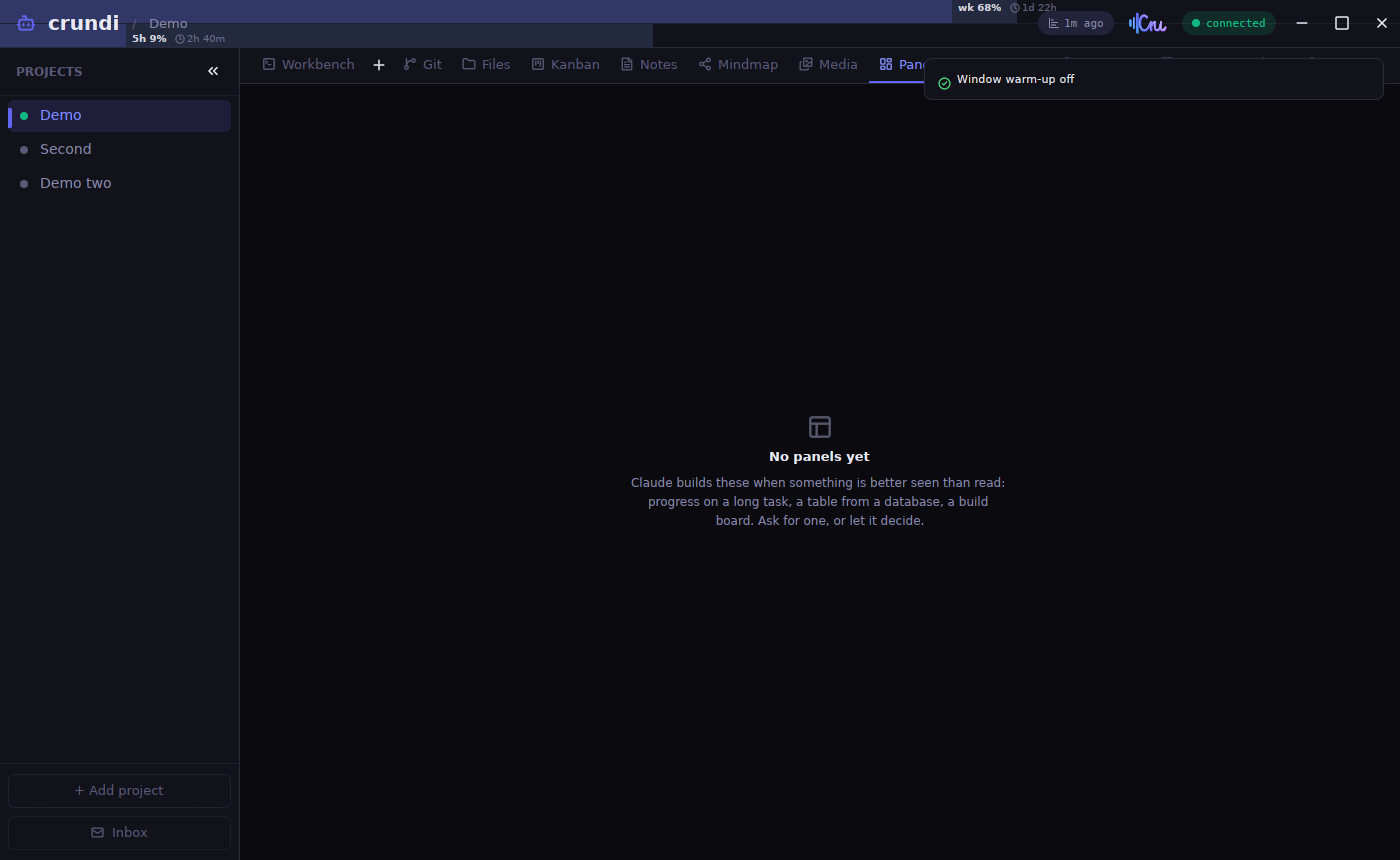 wk 68% 1d 22h
crundi / Demo
5h 9% 2h 40m
1m ago
Cru
connected
PROJECTS
Workbench
Git
Files
Kanban
Notes
Mindmap
Media
Window warm-up off
Demo
Second
Demo two
No panels yet
Claude builds these when something is better seen than read:
progress on a long task, a table from a database, a build
board. Ask for one, or let it decide.
+ Add project
Inbox